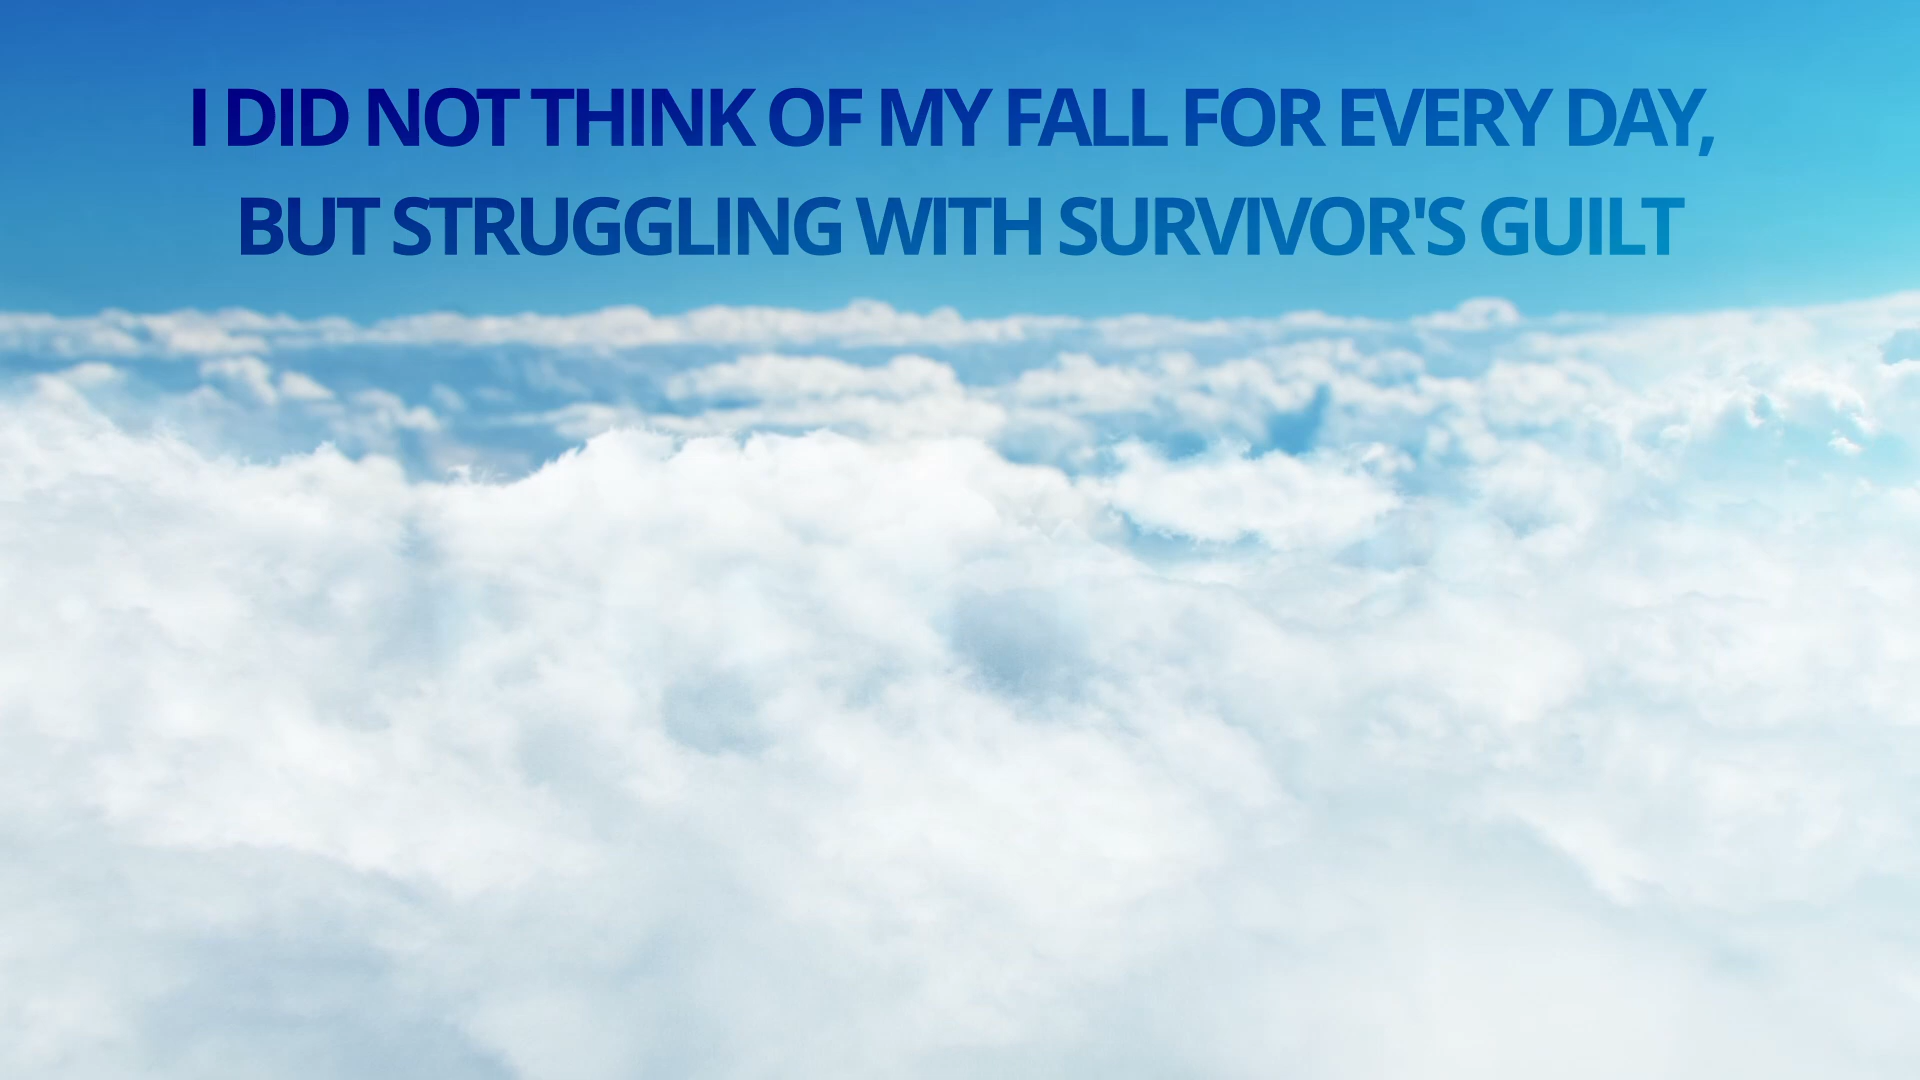 I DID NOT THINK OF MY FALL FOR EVERY DAY,
BUT STRUGGLING WITH SURVIVOR'S GUILT